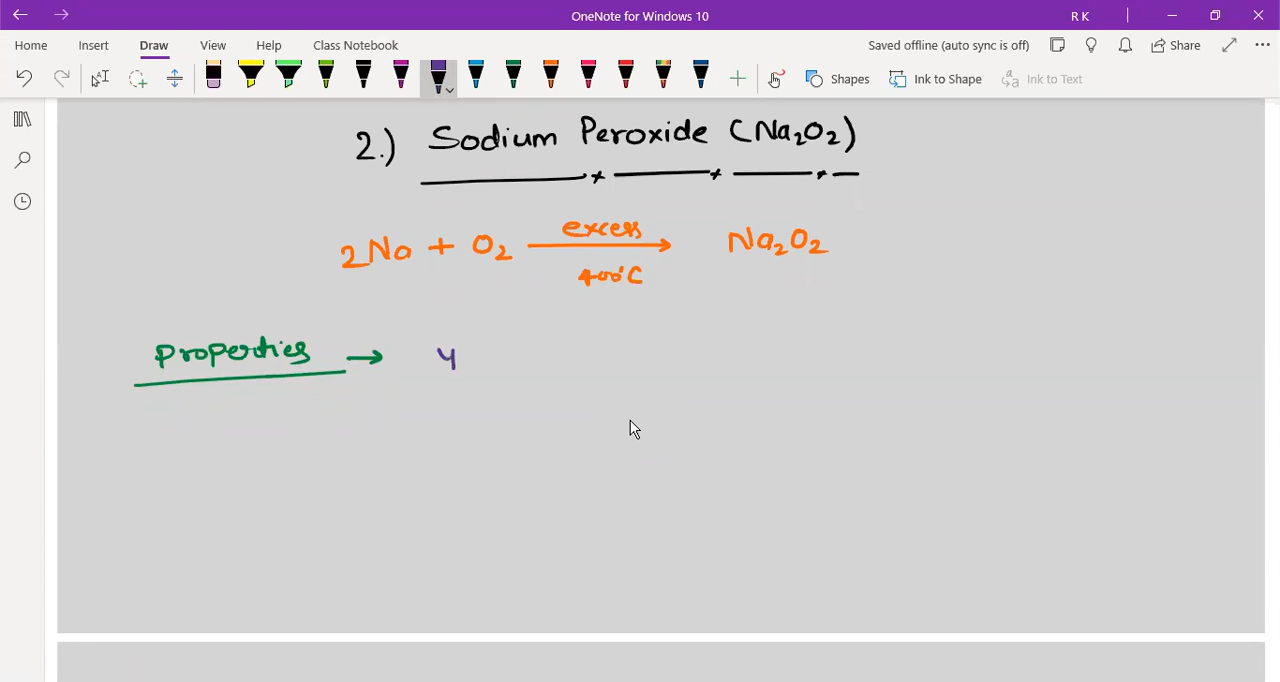 OneNote for Windows 10
R K
Home Insert Draw View Help Class Notebook
Saved offline (auto sync is off) Share
Shapes Ink to Shape Ink to Text
2.) Sodium Peroxide (Na₂O₂)
excess
2Na + O₂ → Na₂O₂
400°C
Properties → y